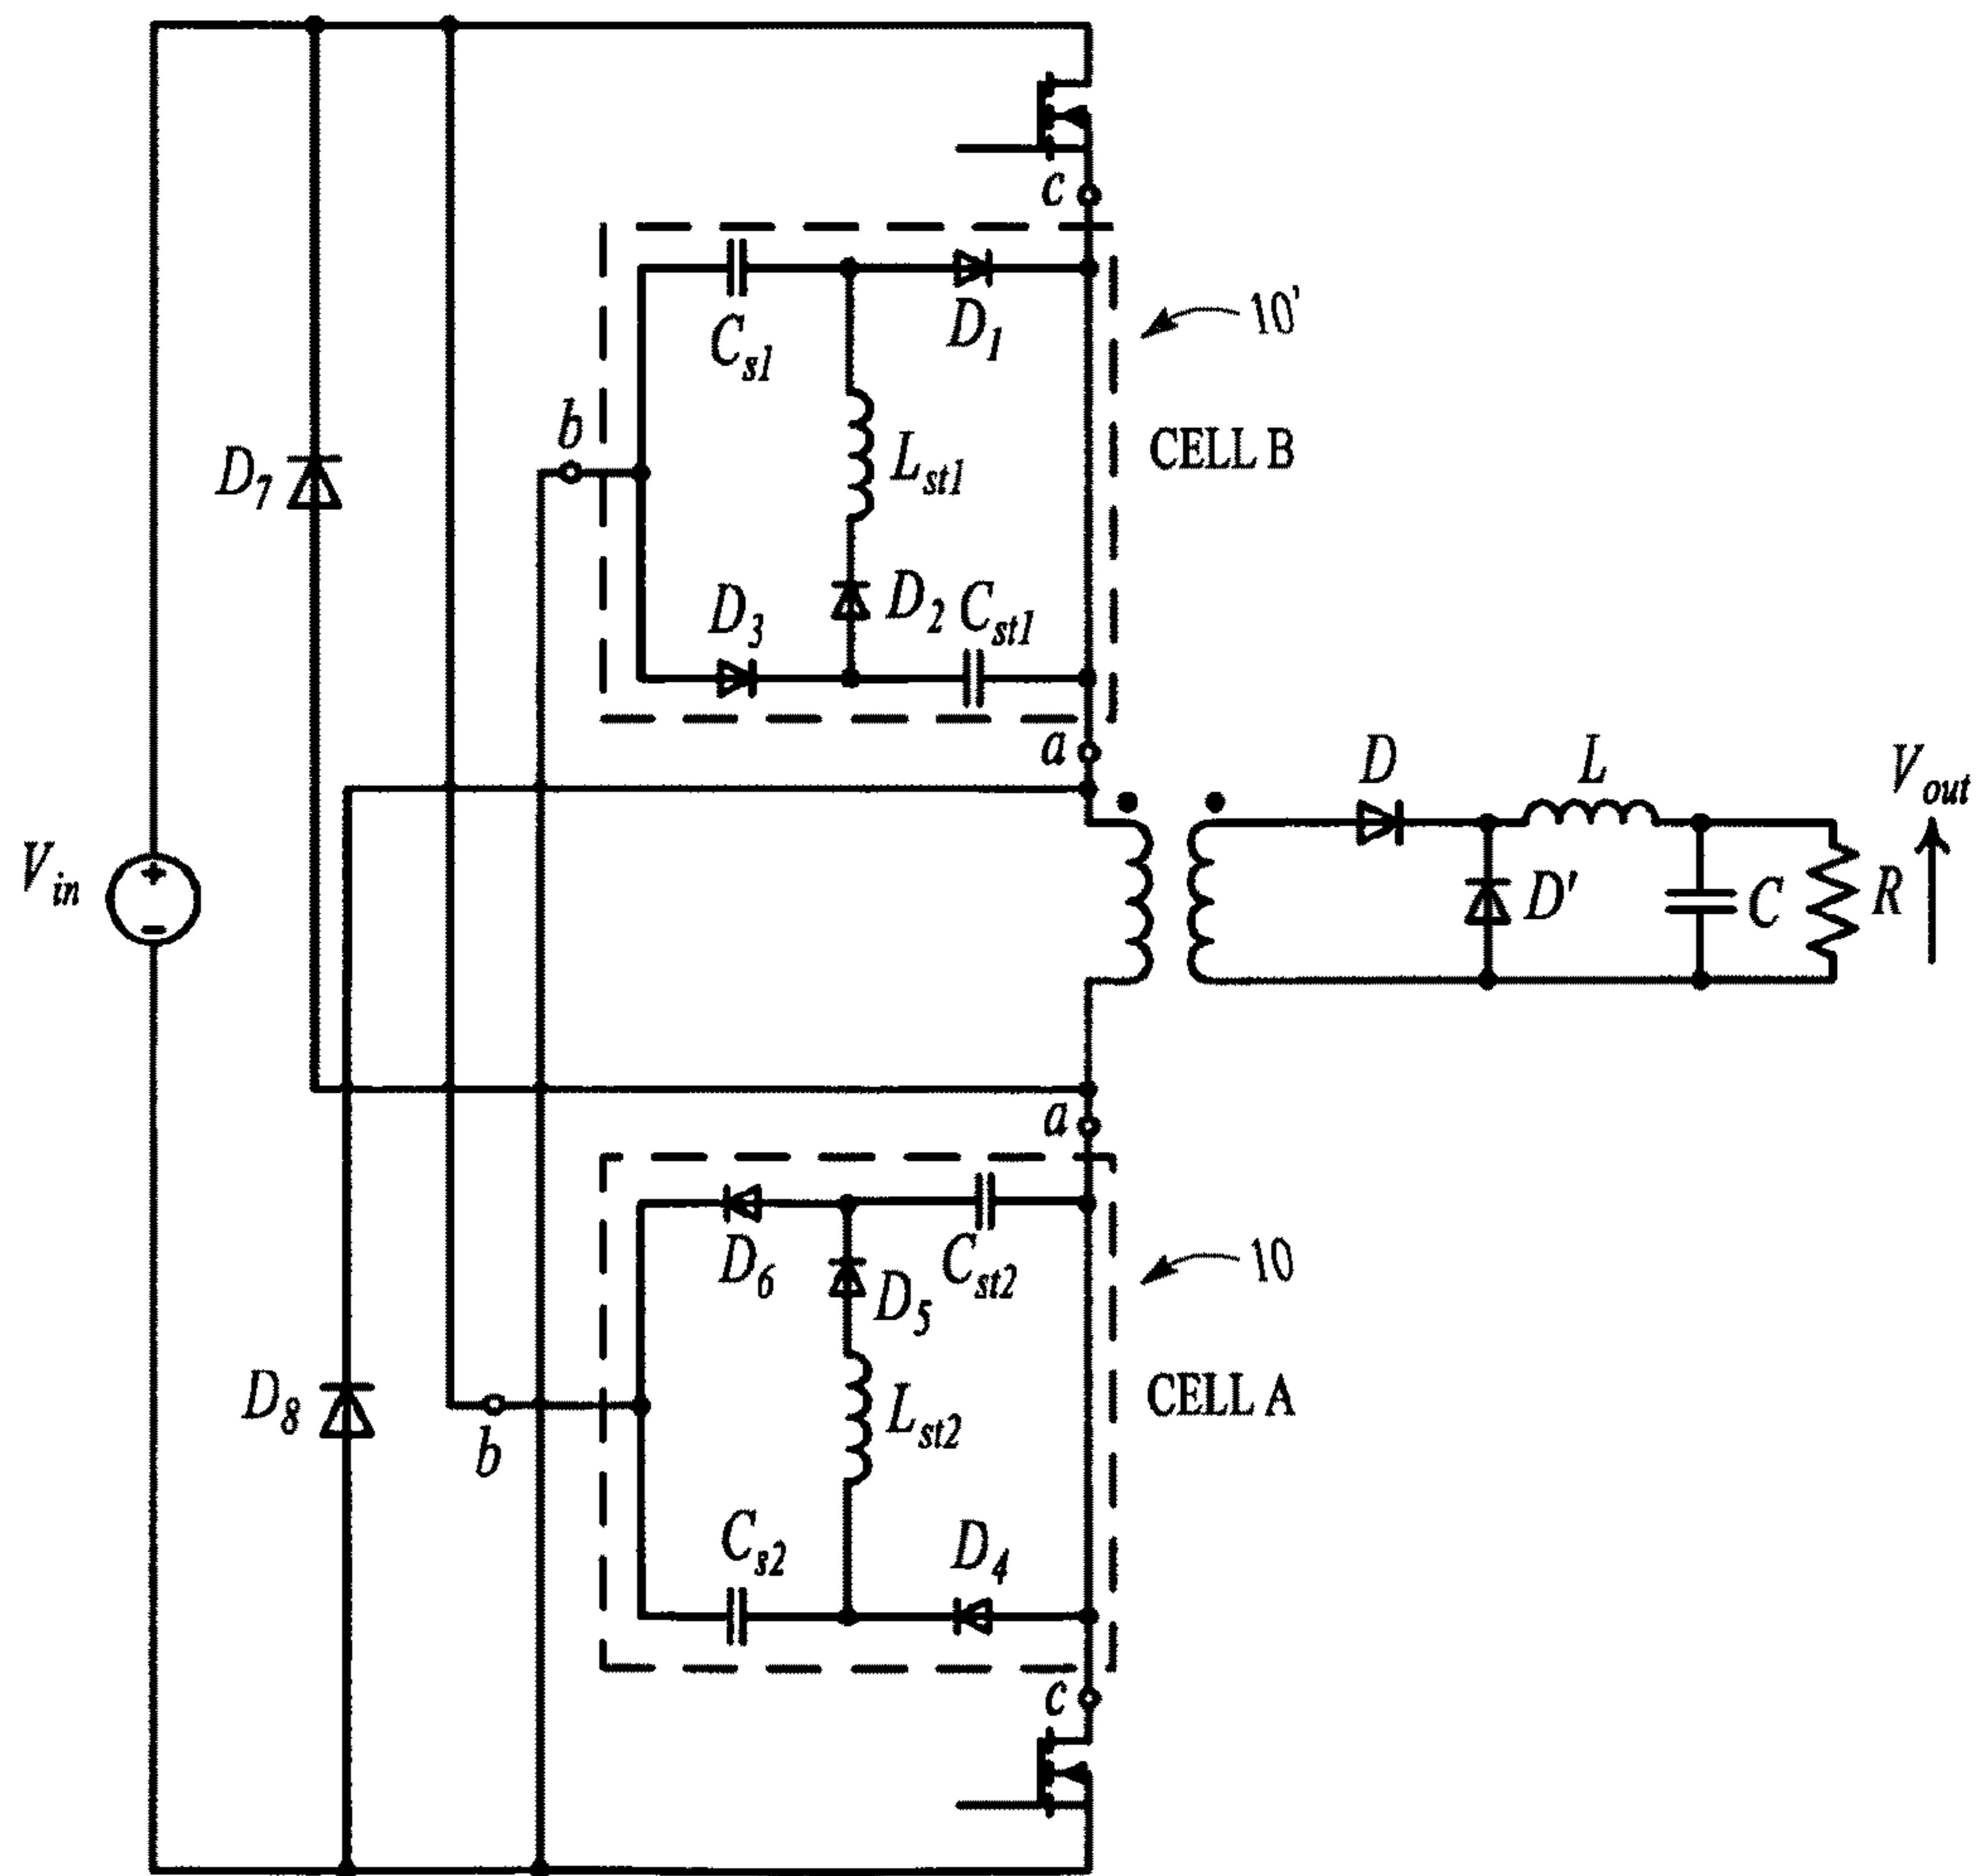 c
C_s1
D_1
10'
b
L_st1
CELL B
D_7
D_3
D_2
C_st1
a
D
L
V_out
V_in
D'
C
R
a
D_6
D_5
C_st2
10
D_8
L_st2
CELL A
b
C_s2
D_4
c